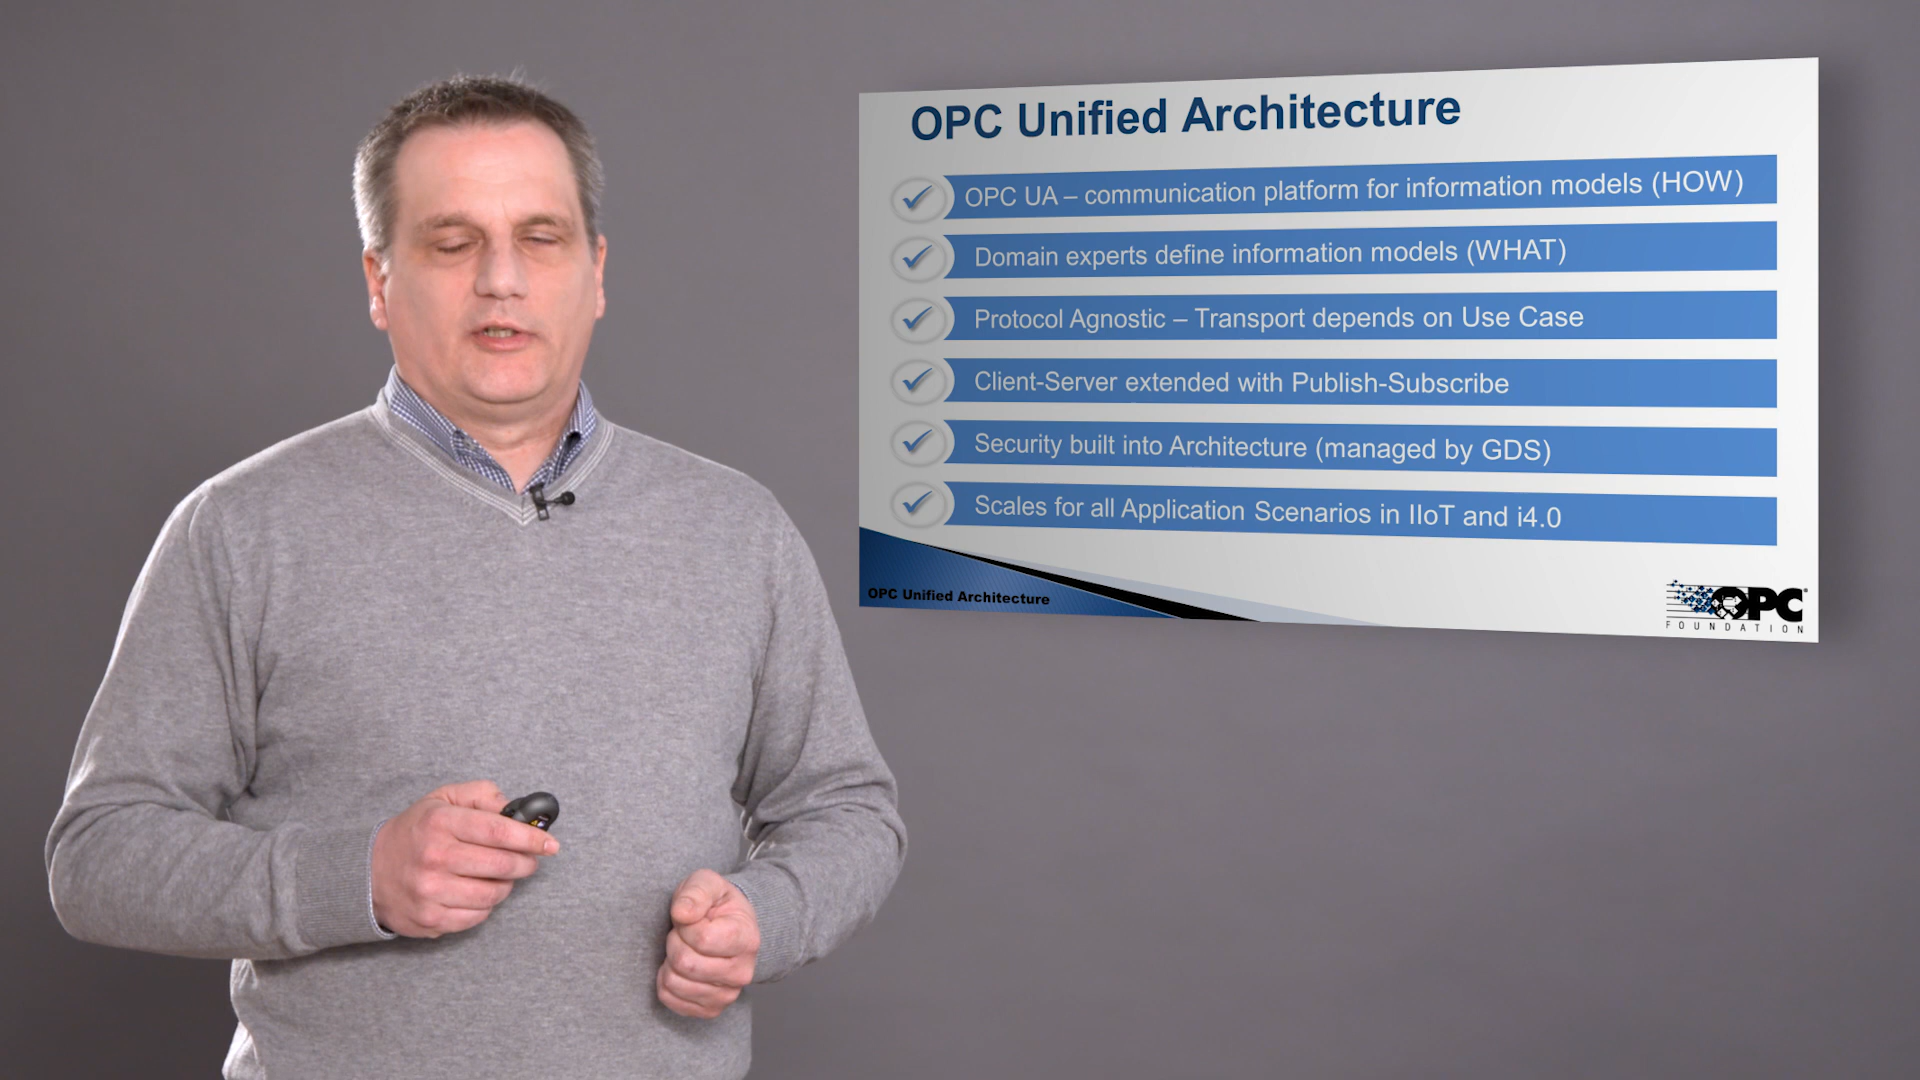 OPC Unified Architecture
OPC UA – communication platform for information models (HOW)
Domain experts define information models (WHAT)
Protocol Agnostic – Transport depends on Use Case
Client-Server extended with Publish-Subscribe
Security built into Architecture (managed by GDS)
Scales for all Application Scenarios in IIoT and i4.0
OPC Unified Architecture
OPC
FOUNDATION